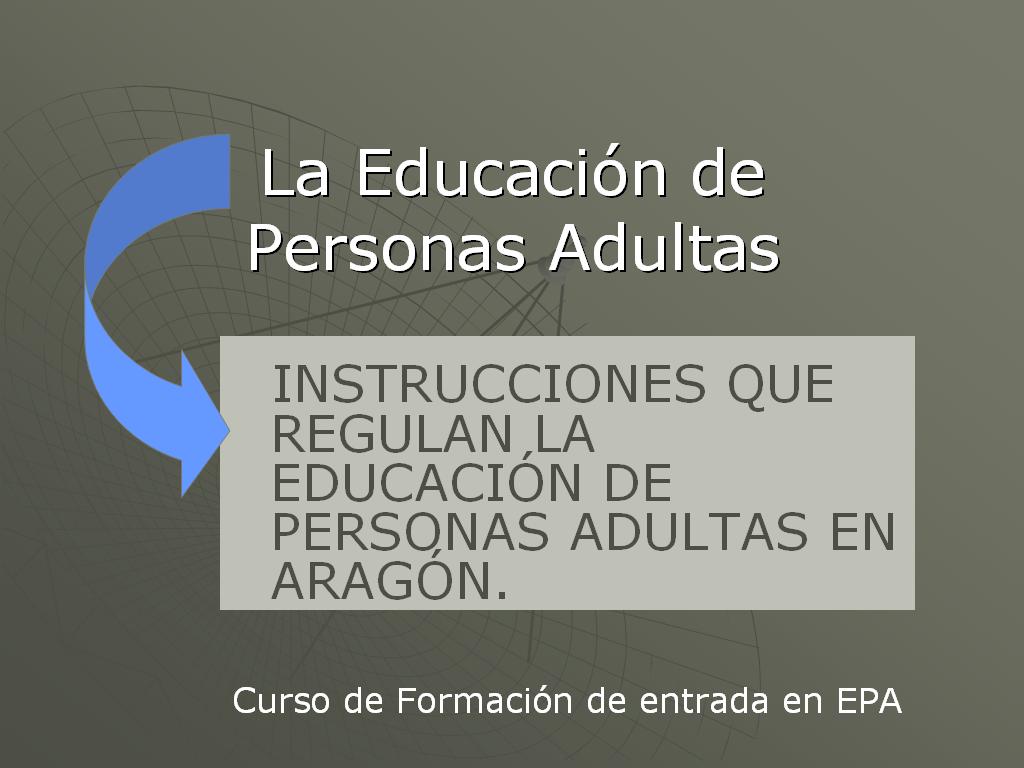 La Educación de
Personas Adultas
INSTRUCCIONES QUE
REGULAN LA
EDUCACIÓN DE
PERSONAS ADULTAS EN
ARAGÓN.
Curso de Formación de entrada en EPA